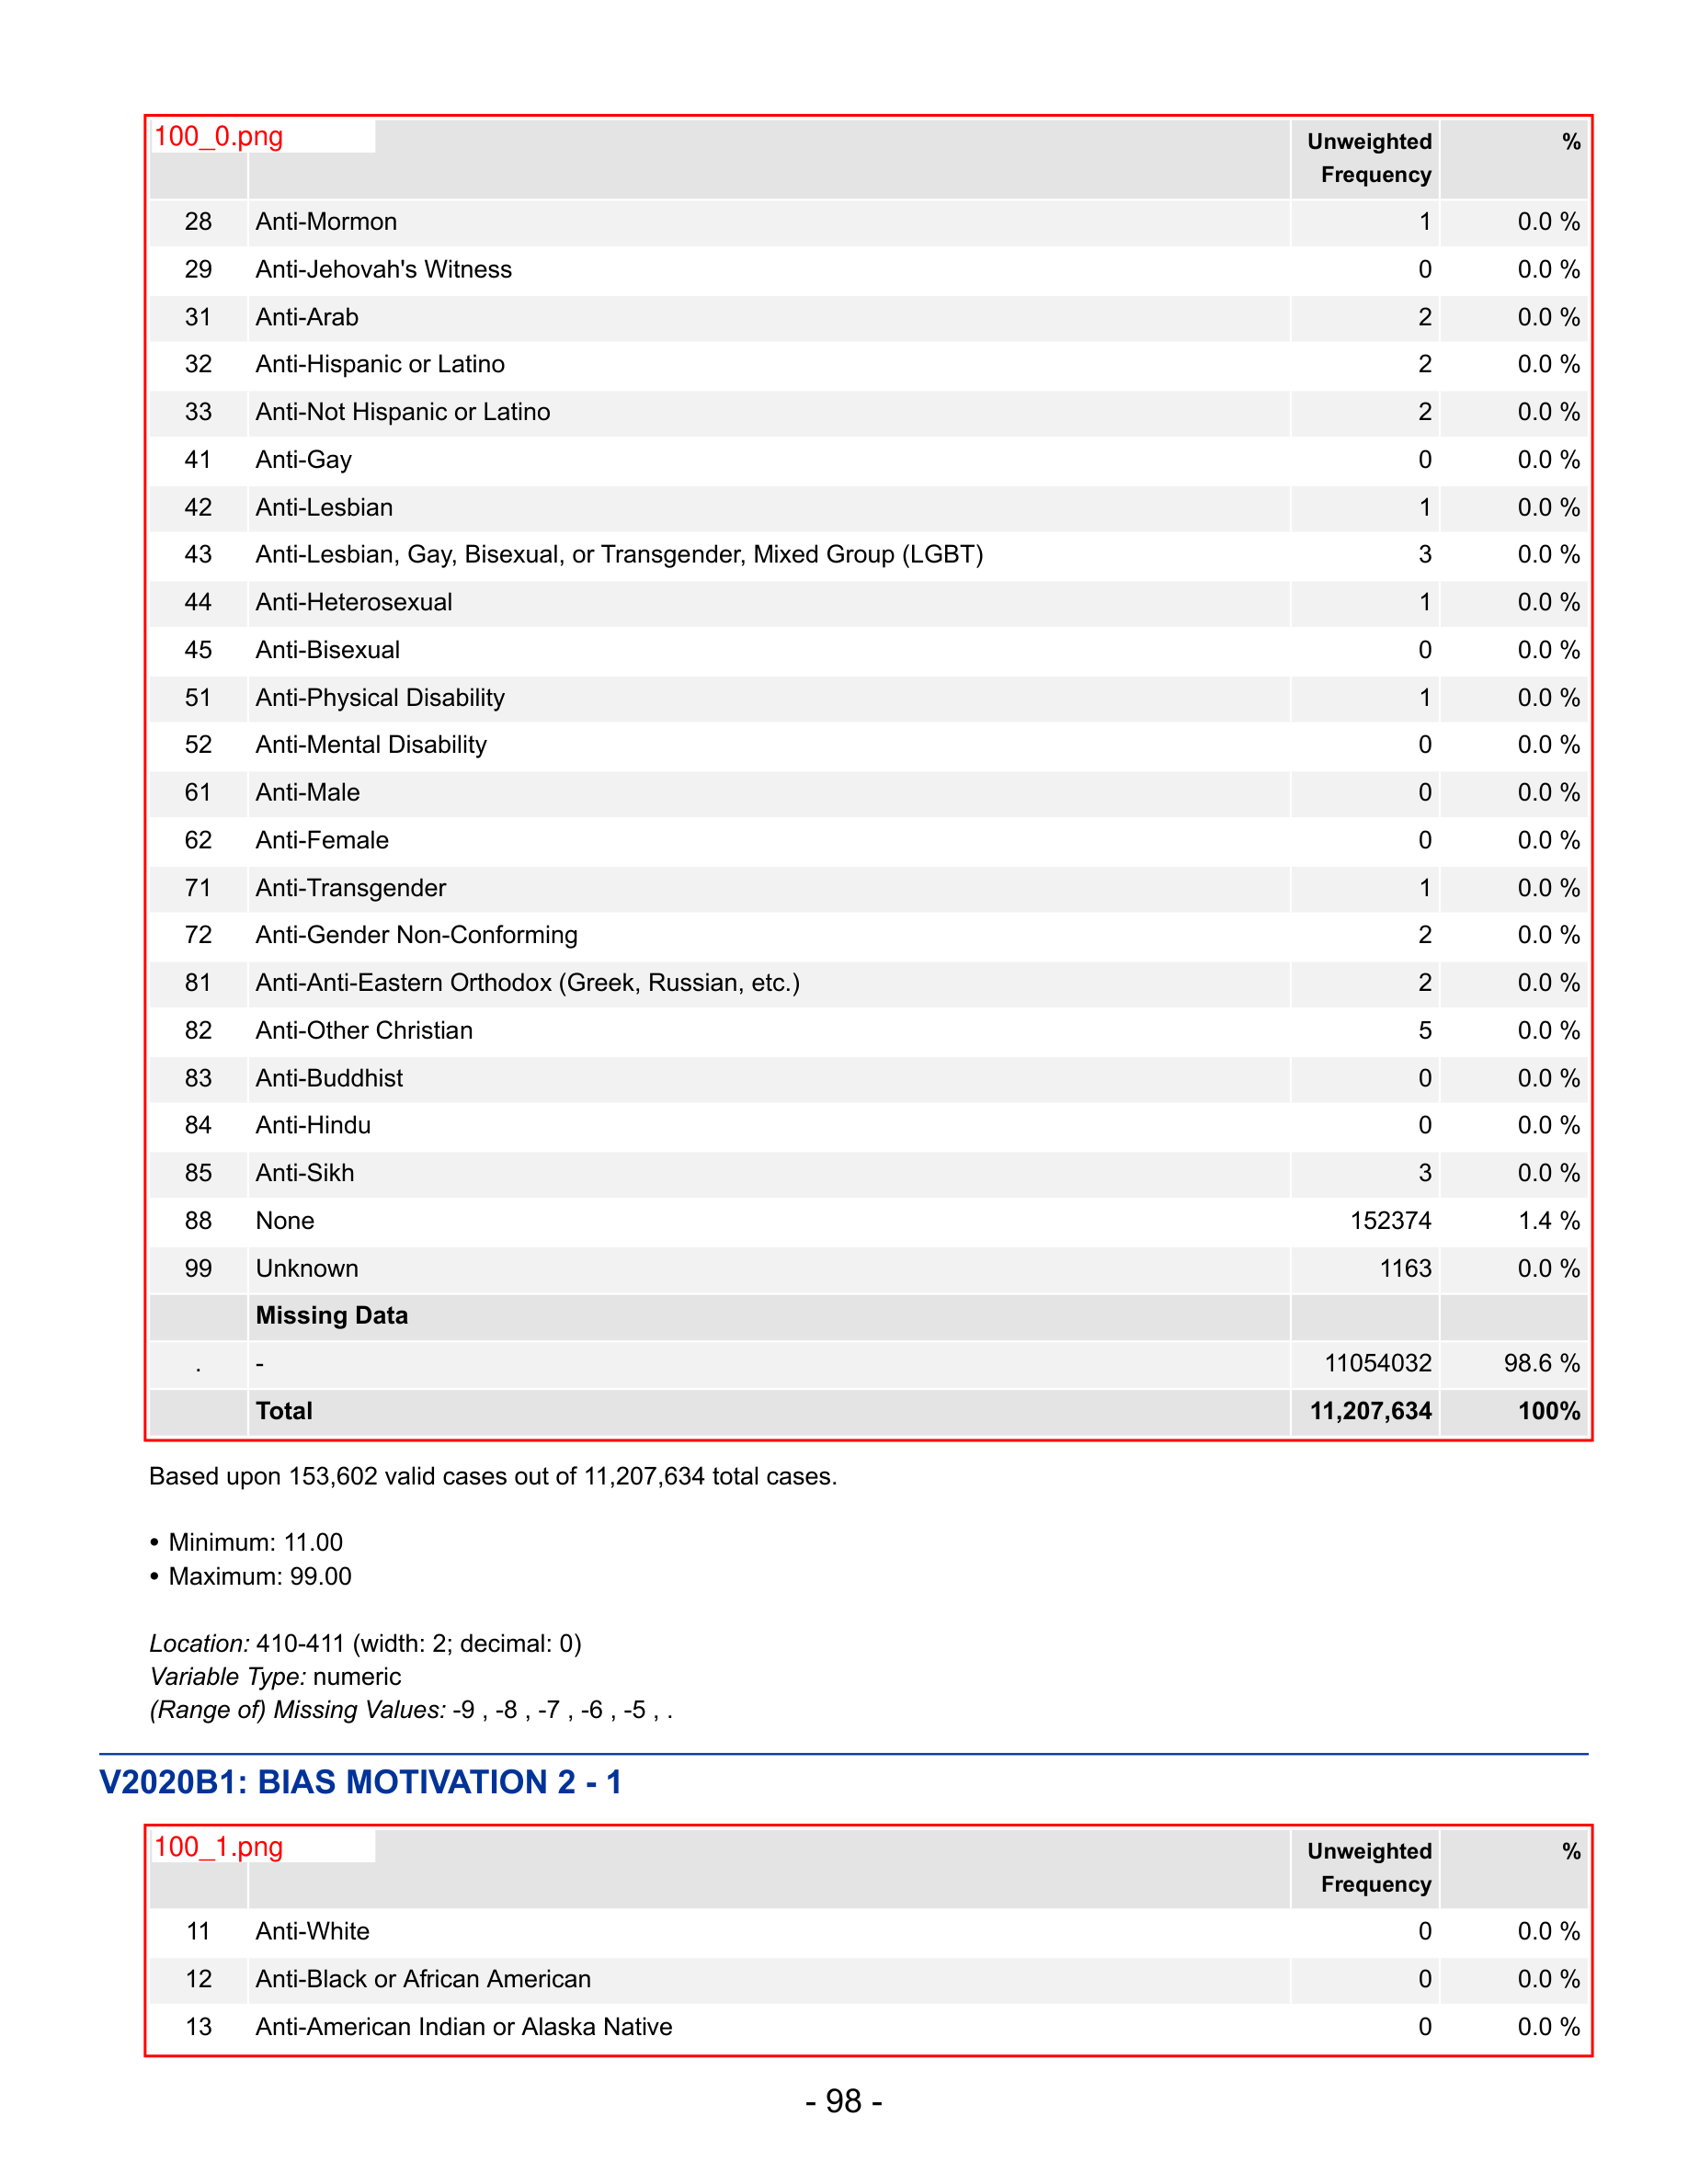 100_0.png
Unweighted Frequency %
28 Anti-Mormon 1 0.0 %
29 Anti-Jehovah's Witness 0 0.0 %
31 Anti-Arab 2 0.0 %
32 Anti-Hispanic or Latino 2 0.0 %
33 Anti-Not Hispanic or Latino 2 0.0 %
41 Anti-Gay 0 0.0 %
42 Anti-Lesbian 1 0.0 %
43 Anti-Lesbian, Gay, Bisexual, or Transgender, Mixed Group (LGBT) 3 0.0 %
44 Anti-Heterosexual 1 0.0 %
45 Anti-Bisexual 0 0.0 %
51 Anti-Physical Disability 1 0.0 %
52 Anti-Mental Disability 0 0.0 %
61 Anti-Male 0 0.0 %
62 Anti-Female 0 0.0 %
71 Anti-Transgender 1 0.0 %
72 Anti-Gender Non-Conforming 2 0.0 %
81 Anti-Anti-Eastern Orthodox (Greek, Russian, etc.) 2 0.0 %
82 Anti-Other Christian 5 0.0 %
83 Anti-Buddhist 0 0.0 %
84 Anti-Hindu 0 0.0 %
85 Anti-Sikh 3 0.0 %
88 None 152374 1.4 %
99 Unknown 1163 0.0 %
Missing Data
. - 11054032 98.6 %
Total 11,207,634 100%
Based upon 153,602 valid cases out of 11,207,634 total cases.
• Minimum: 11.00
• Maximum: 99.00
Location: 410-411 (width: 2; decimal: 0)
Variable Type: numeric
(Range of) Missing Values: -9 , -8 , -7 , -6 , -5 , .
V2020B1: BIAS MOTIVATION 2 - 1
100_1.png
Unweighted Frequency %
11 Anti-White 0 0.0 %
12 Anti-Black or African American 0 0.0 %
13 Anti-American Indian or Alaska Native 0 0.0 %
- 98 -